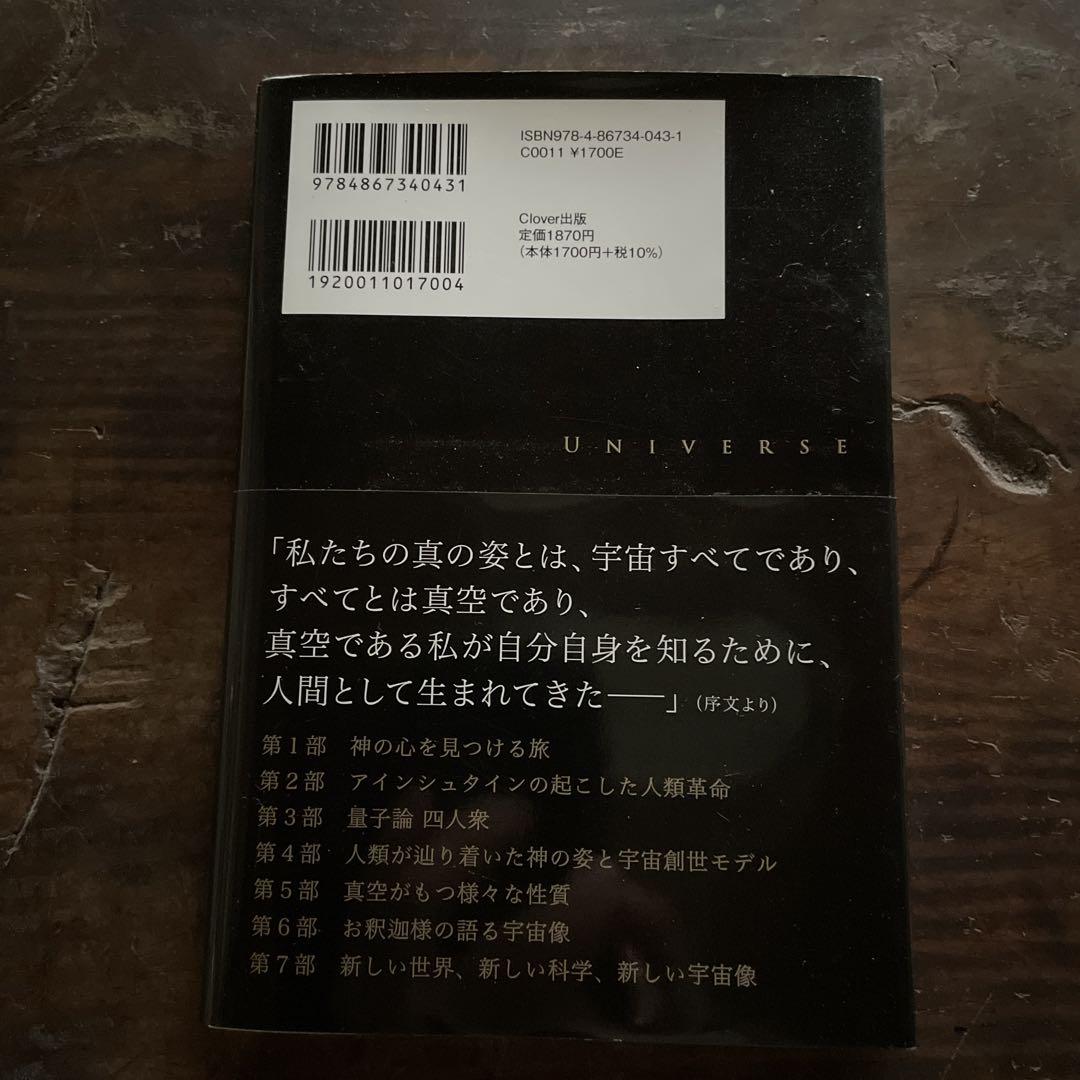 ISBN978-4-86734-043-1
C0011 ¥1700E
9784867340431
Clover出版
定価1870円
(本体1700円+税10%)
1920011017004
UNIVERSE
「私たちの真の姿とは、宇宙すべてであり、
すべてとは真空であり、
真空である私が自分自身を知るために、
人間として生まれてきた――」(序文より)
第1部 神の心を見つける旅
第2部 アインシュタインの起こした人類革命
第3部 量子論 四人衆
第4部 人類が辿り着いた神の姿と宇宙創世モデル
第5部 真空がもつ様々な性質
第6部 お釈迦様の語る宇宙像
第7部 新しい世界、新しい科学、新しい宇宙像